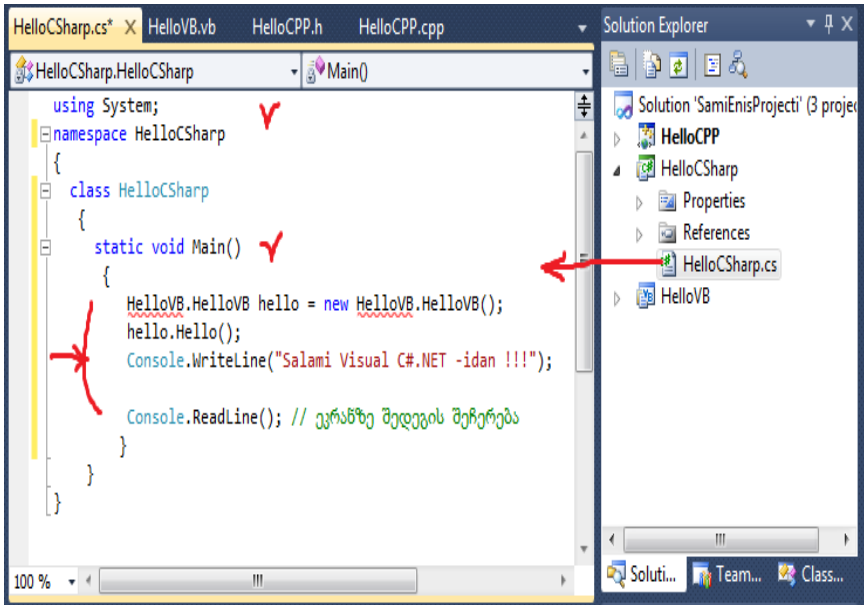 HelloCSharp.cs* X HelloVB.vb HelloCPP.h HelloCPP.cpp
HelloCSharp.HelloCSharp Main()
using System;
namespace HelloCSharp
{
class HelloCSharp
{
static void Main()
{
HelloVB.HelloVB hello = new HelloVB.HelloVB();
hello.Hello();
Console.WriteLine("Salami Visual C#.NET -idan !!!");
Console.ReadLine(); // ეკრანზე შედეგის შეჩერება
}
}
}
100 %
Solution Explorer
Solution 'SamiEnisProjecti' (3 projec
HelloCPP
HelloCSharp
Properties
References
HelloCSharp.cs
HelloVB
Soluti... Team... Class...